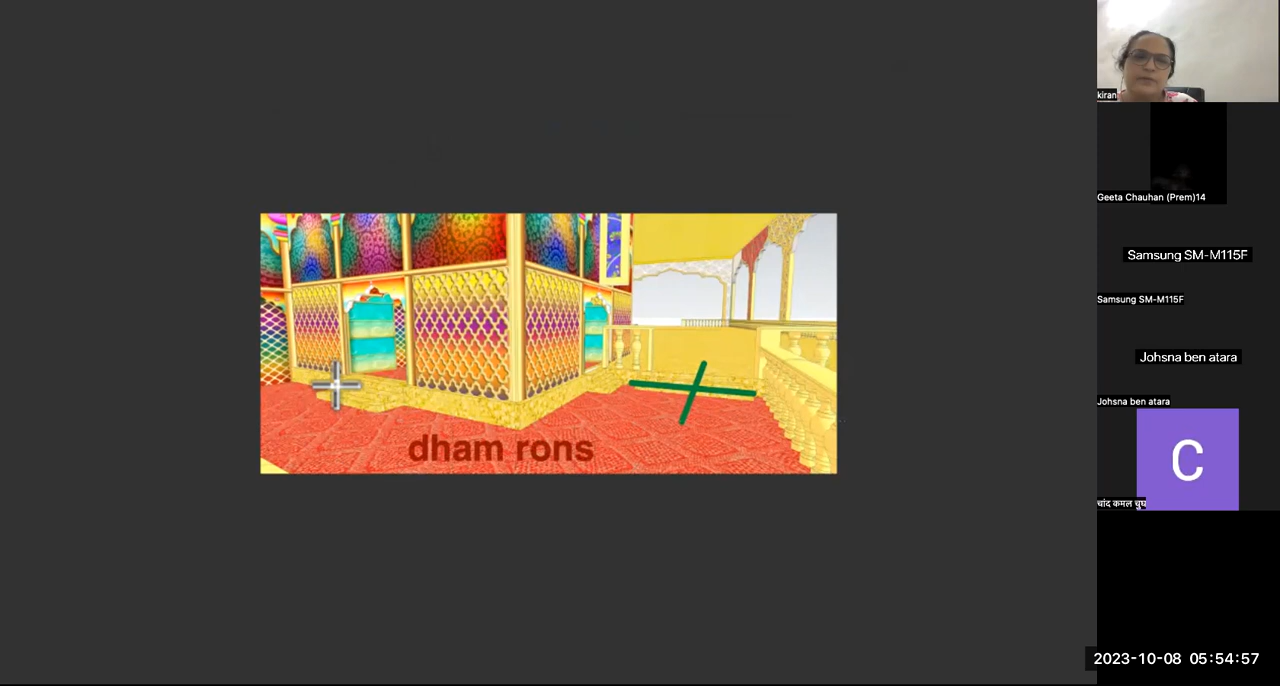 dham rons
kiran
Geeta Chauhan (Prem)14
Samsung SM-M115F
Samsung SM-M115F
Johsna ben atara
Johsna ben atara
C
चांद कमल चुघ
2023-10-08 05:54:57